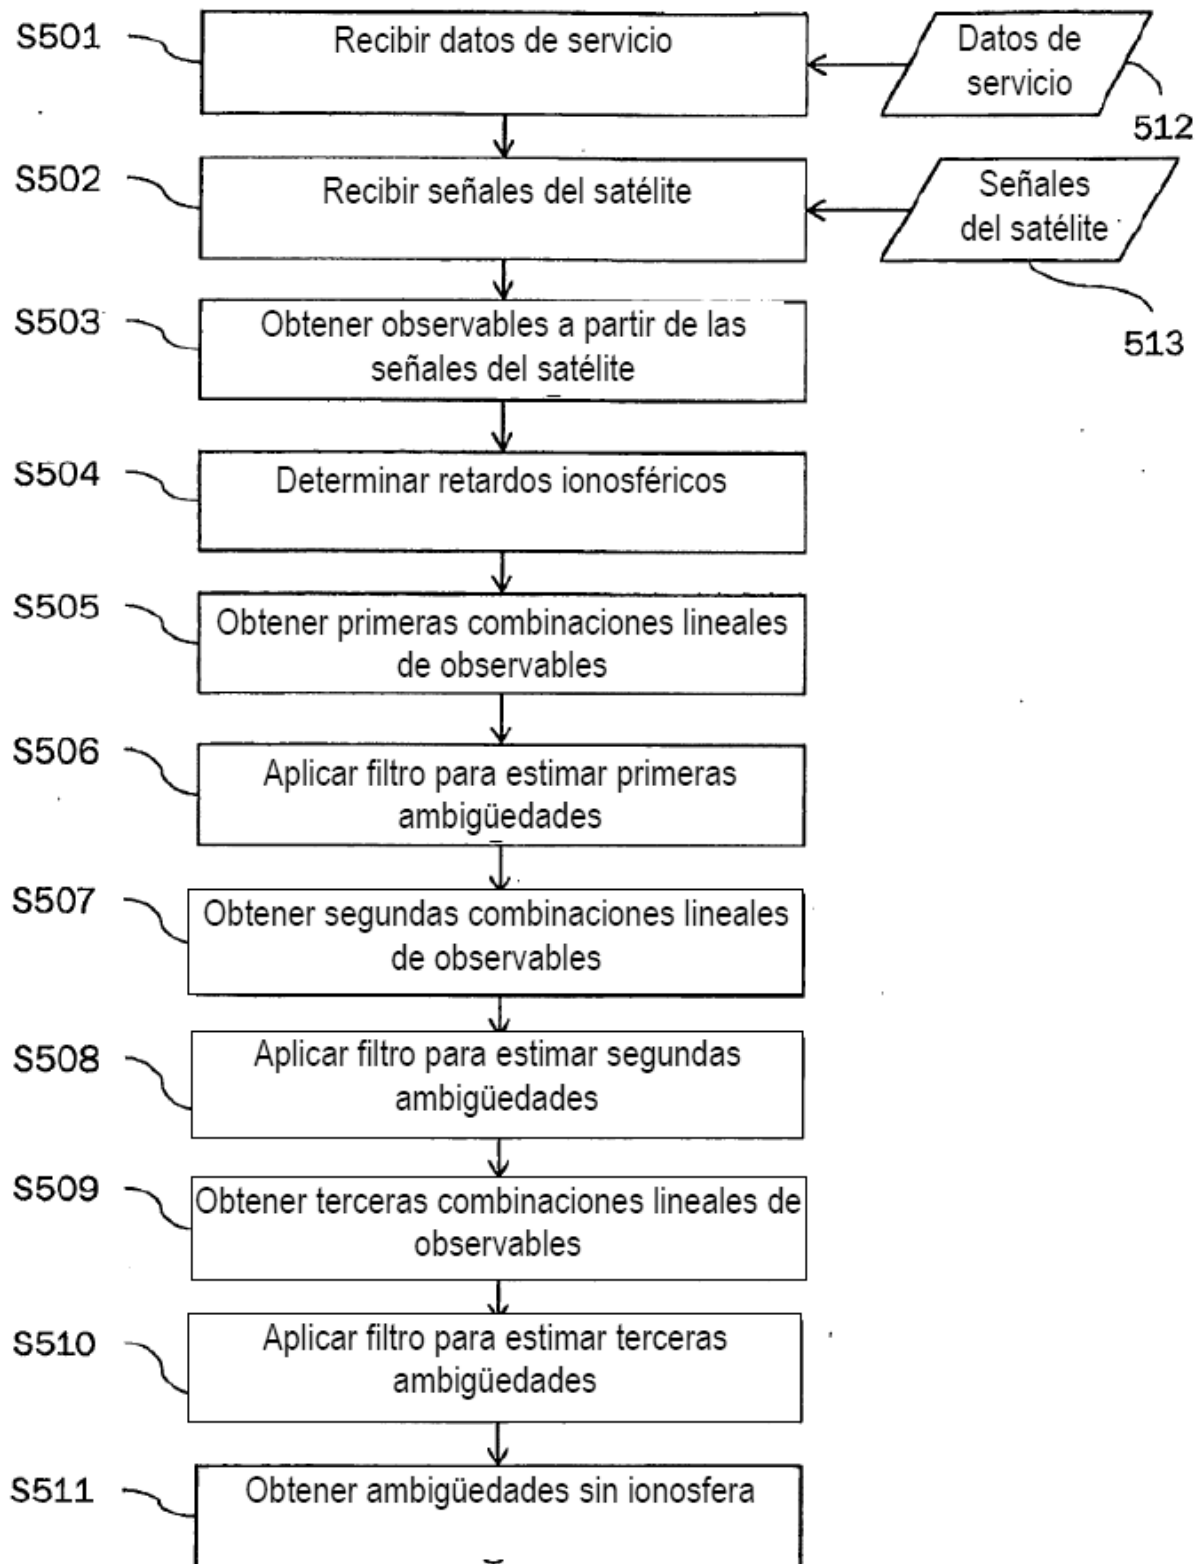 S501
Recibir datos de servicio
Datos de
servicio
512
S502
Recibir señales del satélite
Señales
del satélite
513
S503
Obtener observables a partir de las
señales del satélite
S504
Determinar retardos ionosféricos
S505
Obtener primeras combinaciones lineales
de observables
S506
Aplicar filtro para estimar primeras
ambigüedades
S507
Obtener segundas combinaciones lineales
de observables
S508
Aplicar filtro para estimar segundas
ambigüedades
S509
Obtener terceras combinaciones lineales de
observables
S510
Aplicar filtro para estimar terceras
ambigüedades
S511
Obtener ambigüedades sin ionosfera